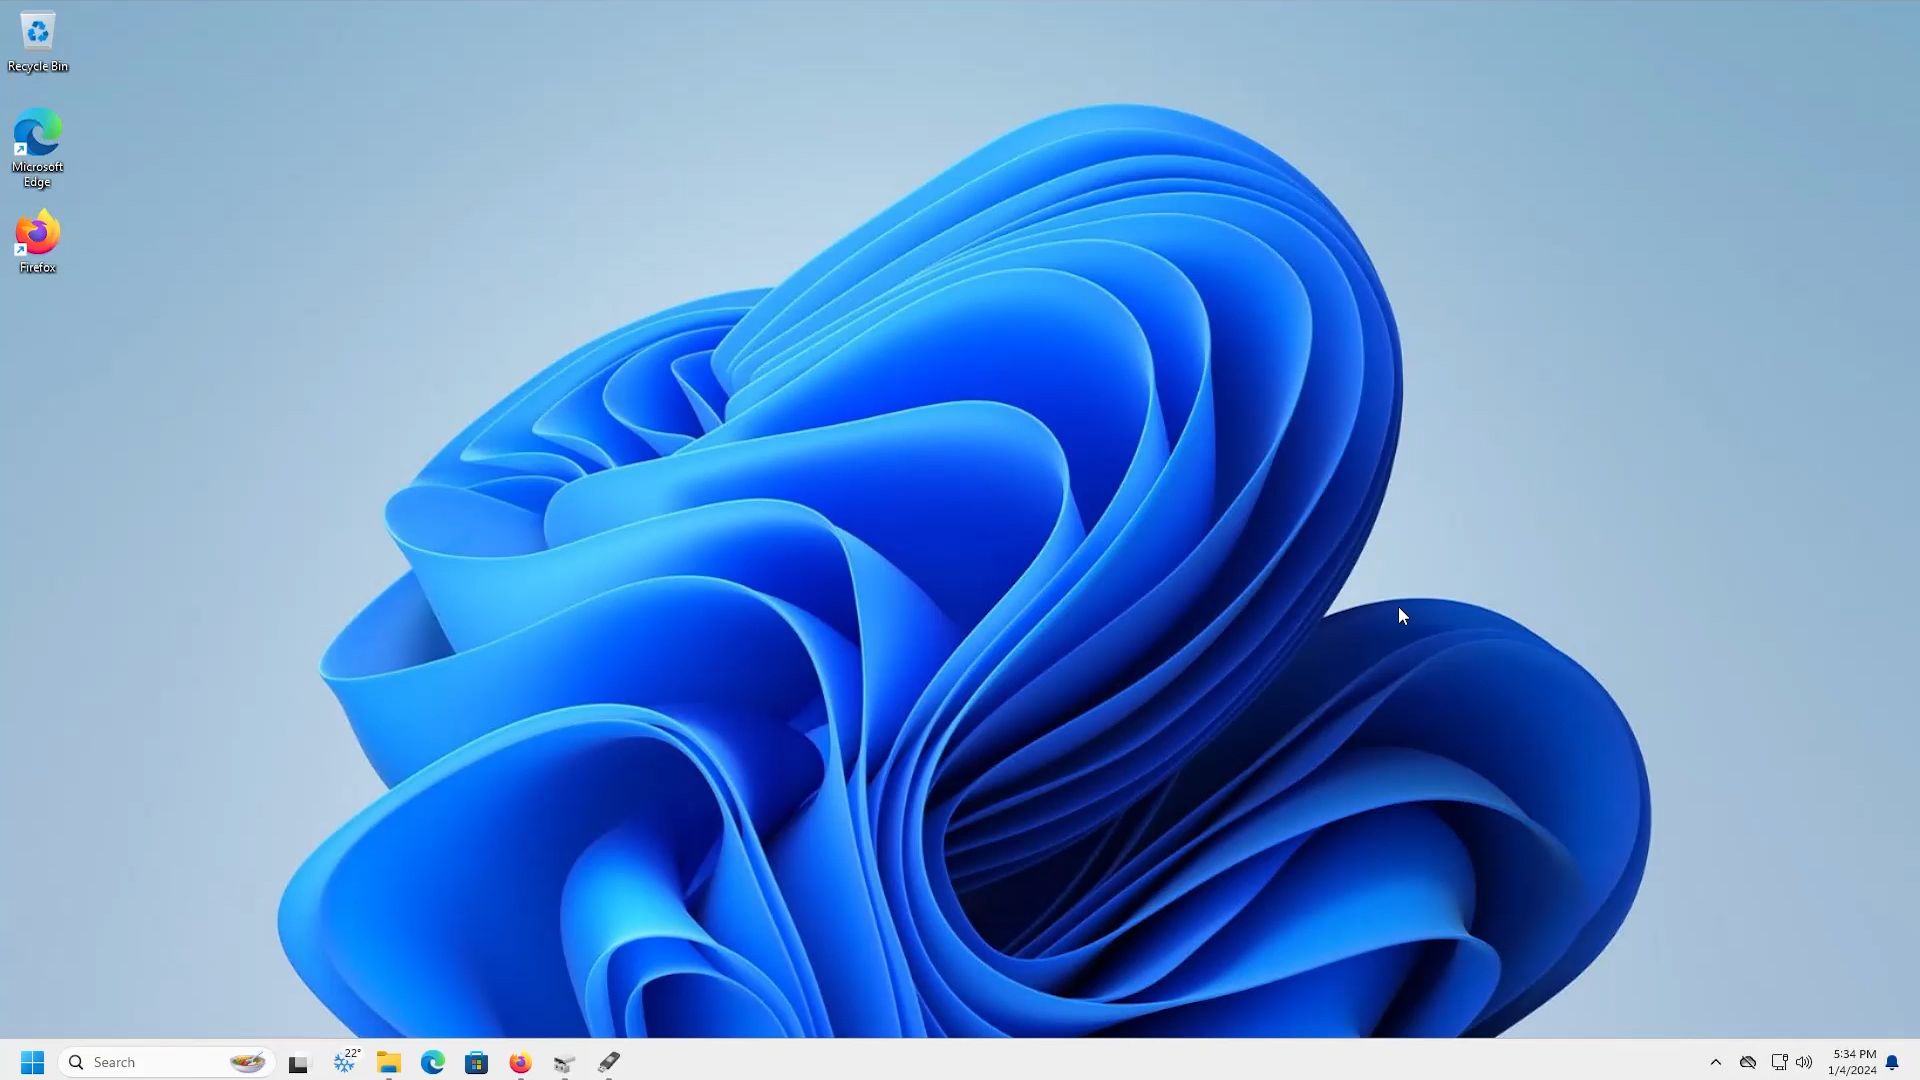 Recycle Bin
Microsoft
Edge
Firefox
Search
22°
5:34 PM
1/4/2024